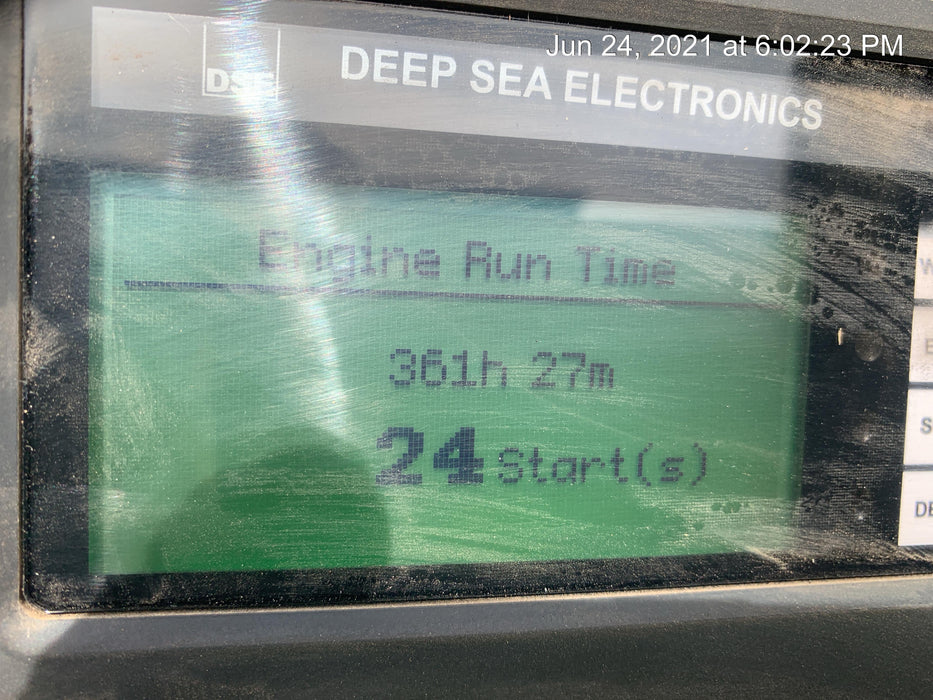 Jun 24, 2021 at 6:02:23 PM
DSE
DEEP SEA ELECTRONICS
Engine Run Time
361h 27m
24 Start(s)